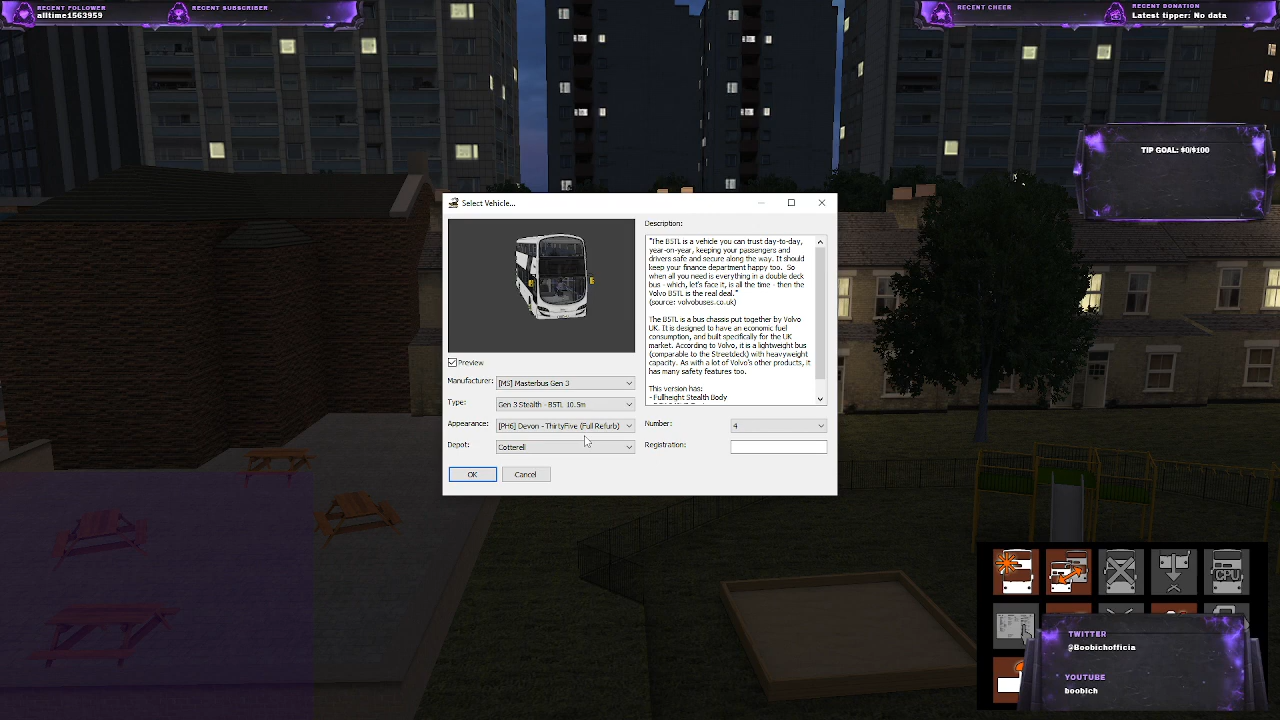 RECENT FOLLOWER
alltime1563959
RECENT SUBSCRIBER
RECENT CHEER
RECENT DONATION
Latest tipper: No data
TIP GOAL: $0/$100
Select Vehicle...
Description:
"The B5TL is a vehicle you can trust day-to-day,
year-on-year, keeping your passengers and
drivers safe and secure along the way. It should
keep your finance department happy too. So
when all you need is everything in a double deck
bus - which, let's face it, is all the time - then the
Volvo B5TL is the real deal."
(source: volvobuses.co.uk)
The B5TL is a bus chassis put together by Volvo
UK. It is designed to have an economic fuel
consumption, and built specifically for the UK
market. According to Volvo, it is a lightweight bus
(comparable to the Streetdeck) with heavyweight
capacity. As with a lot of Volvo's other products, it
has many safety features too.
This version has:
- Fullheight Stealth Body
Preview
Manufacturer: [MS] Masterbus Gen 3
Type: Gen 3 Stealth - B5TL 10.5m
Appearance: [PH6] Devon - ThirtyFive (Full Refurb)
Number: 4
Depot: Cotterell
Registration:
OK
Cancel
CPU
TWITTER
@Boobichofficia
YOUTUBE
boobich